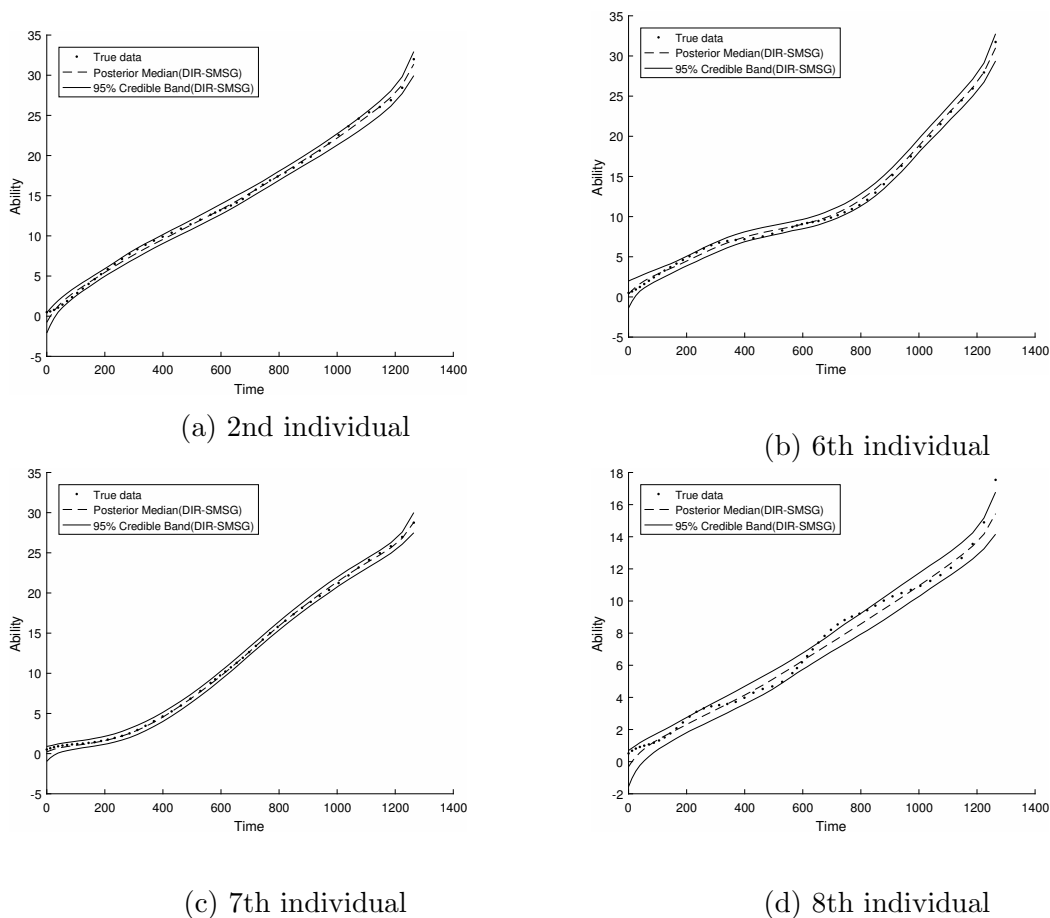 35
30
25
20
15
10
5
0
-5
Ability
True data
Posterior Median(DIR-SMSG)
95% Credible Band(DIR-SMSG)
0 200 400 600 800 1000 1200 1400
Time
(a) 2nd individual
35
30
25
20
15
10
5
0
-5
Ability
True data
Posterior Median(DIR-SMSG)
95% Credible Band(DIR-SMSG)
0 200 400 600 800 1000 1200 1400
Time
(b) 6th individual
35
30
25
20
15
10
5
0
-5
Ability
True data
Posterior Median(DIR-SMSG)
95% Credible Band(DIR-SMSG)
0 200 400 600 800 1000 1200 1400
Time
(c) 7th individual
18
16
14
12
10
8
6
4
2
0
-2
Ability
True data
Posterior Median(DIR-SMSG)
95% Credible Band(DIR-SMSG)
0 200 400 600 800 1000 1200 1400
Time
(d) 8th individual